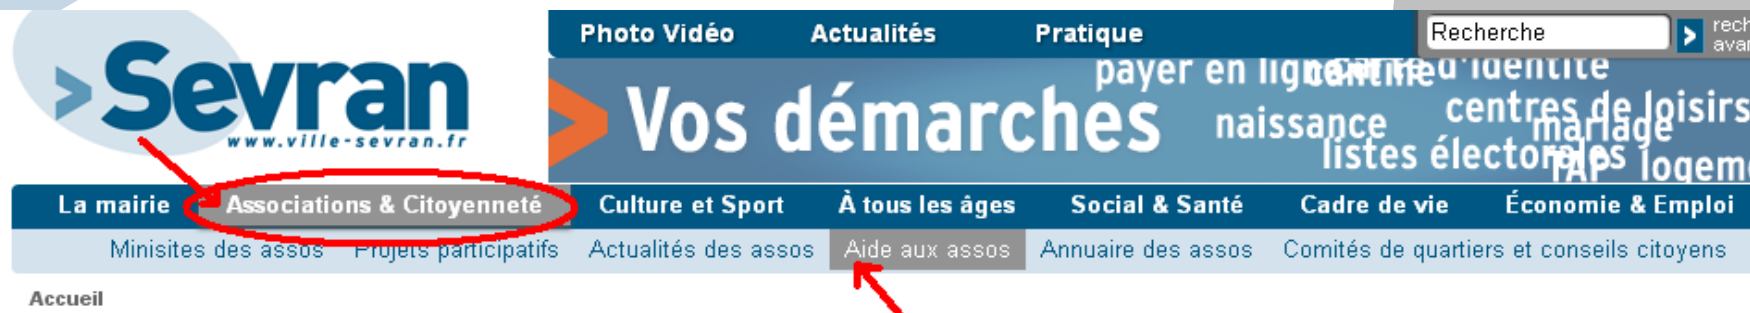 Photo Vidéo Actualités Pratique Recherche
>Sevran
www.ville-sevran.fr
> Vos démarches
payer en ligne d'identité
cantine
naissance centres de loisirs
mariage
listes électorales
TAP
La mairie Associations & Citoyenneté Culture et Sport À tous les âges Social & Santé Cadre de vie Économie & Emploi
Minisites des assos Projets participatifs Actualités des assos Aide aux assos Annuaire des assos Comités de quartiers et conseils citoyens
Accueil